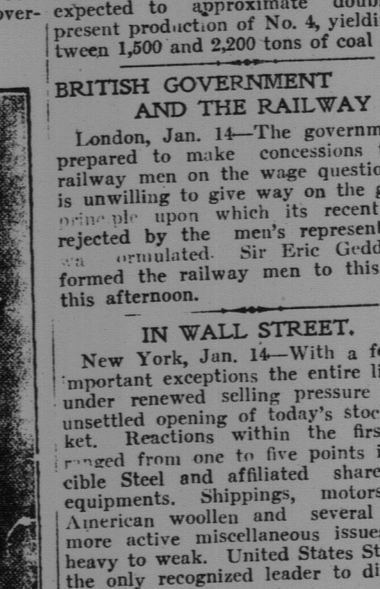 over-
expected to approximate doub
present production of No. 4, yieldi
tween 1,500 and 2,200 tons of coal
BRITISH GOVERNMENT
AND THE RAILWAY
London, Jan. 14—The governm
prepared to make concessions
railway men on the wage questio
is unwilling to give way on the g
upon which its recent
rejected by the men's represent
ormulated. Sir Eric Gedd
formed the railway men to this
this afternoon.
IN WALL STREET.
New York, Jan. 14—With a f
mportant exceptions the entire li
under renewed selling pressure
unsettled opening of today's stoc
ket. Reactions within the firs
r nged from one to five points i
cible Steel and affiliated share
equipments. Shippings, motors
American woollen and several
more active miscellaneous issue
heavy to weak. United States St
the only recognized leader to di